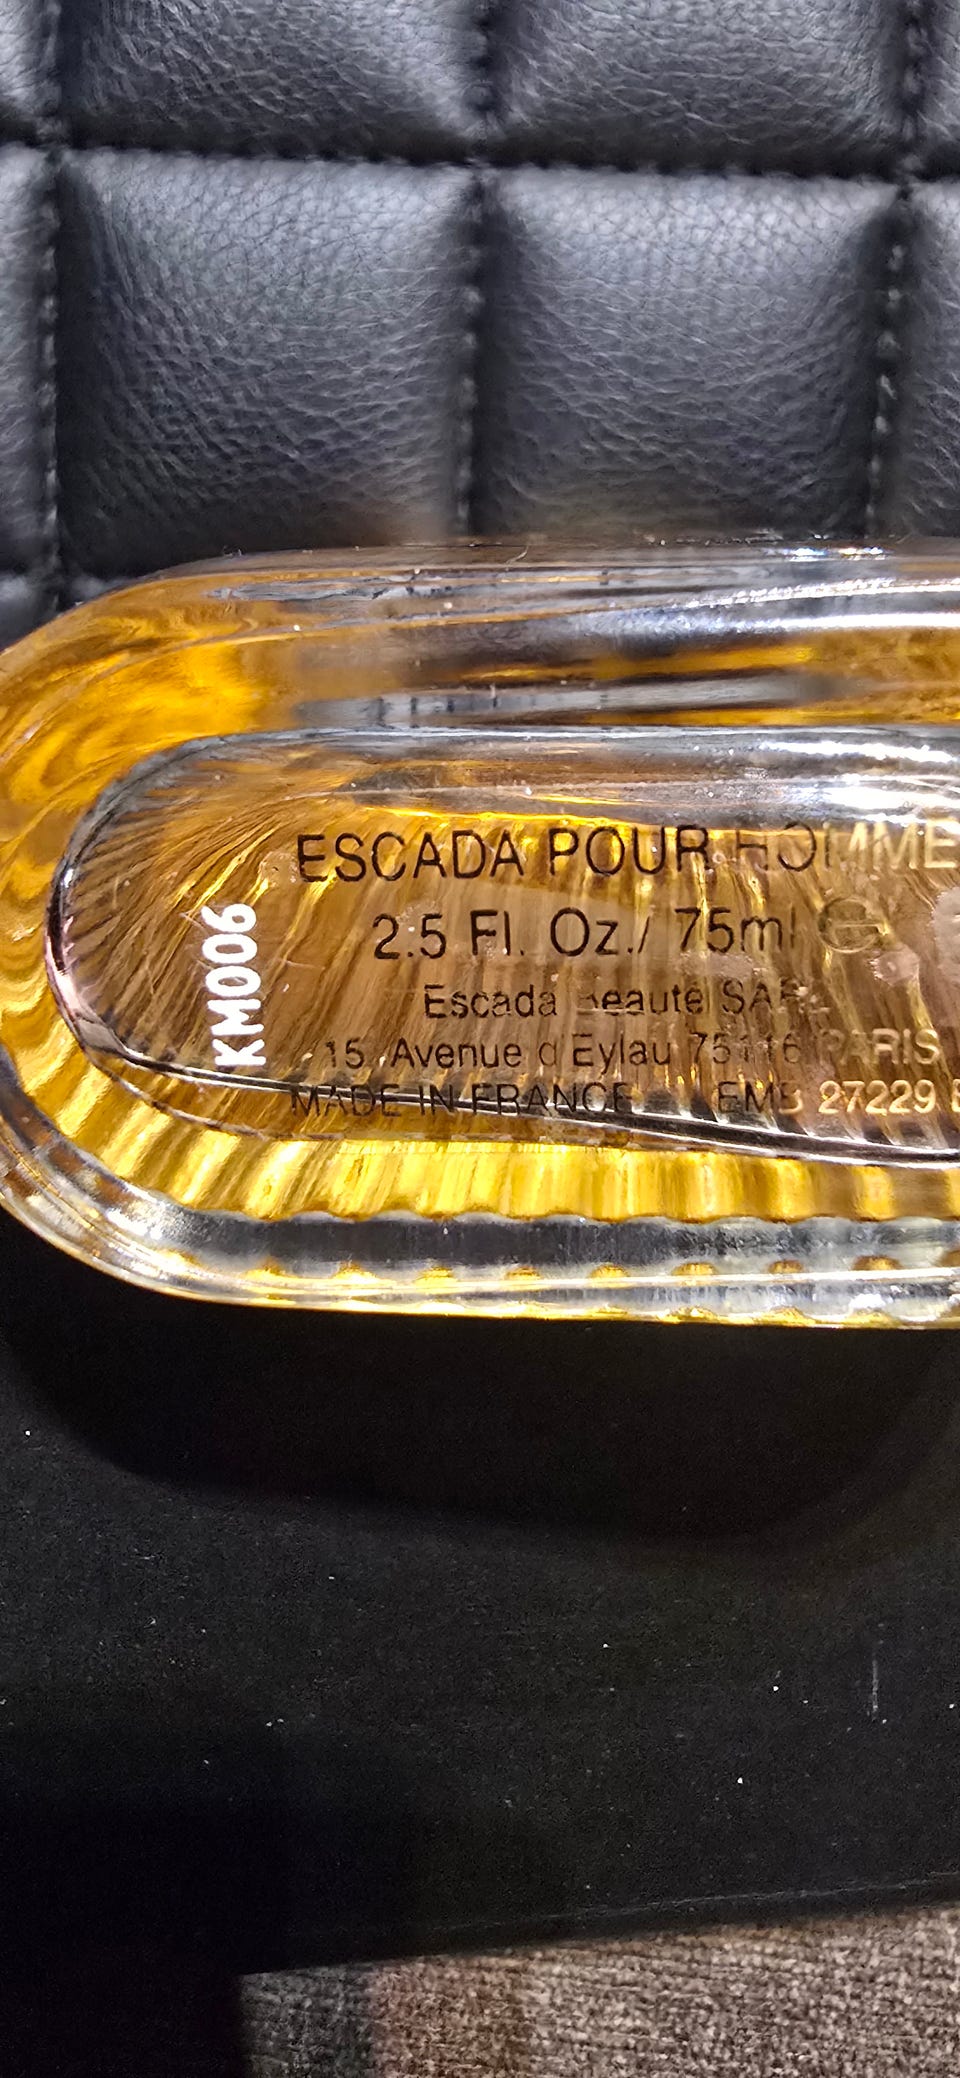 ESCADA POUR HOMME
2.5 Fl. Oz./ 75ml ℮
Escada Beauté SARL
15, Avenue d'Eylau 75116 PARIS
MADE IN FRANCE EMB 27229
KM006